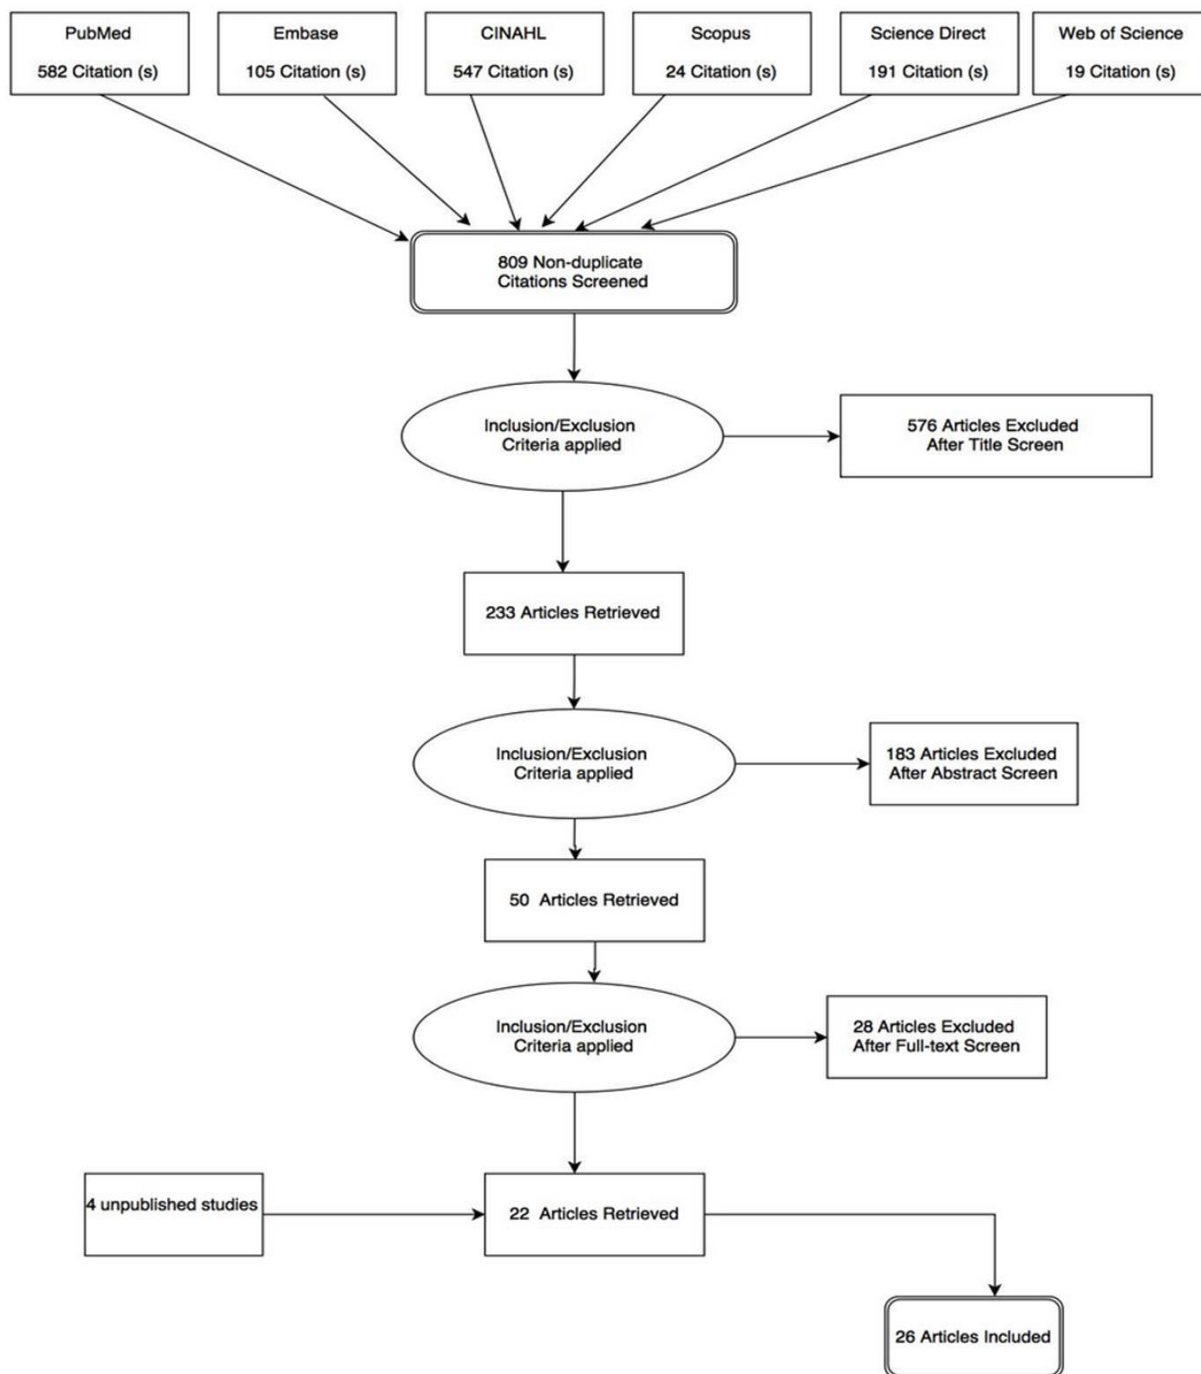 PubMed
582 Citation (s)
Embase
105 Citation (s)
CINAHL
547 Citation (s)
Scopus
24 Citation (s)
Science Direct
191 Citation (s)
Web of Science
19 Citation (s)
809 Non-duplicate
Citations Screened
Inclusion/Exclusion
Criteria applied
576 Articles Excluded
After Title Screen
233 Articles Retrieved
Inclusion/Exclusion
Criteria applied
183 Articles Excluded
After Abstract Screen
50 Articles Retrieved
Inclusion/Exclusion
Criteria applied
28 Articles Excluded
After Full-text Screen
4 unpublished studies
22 Articles Retrieved
26 Articles Included